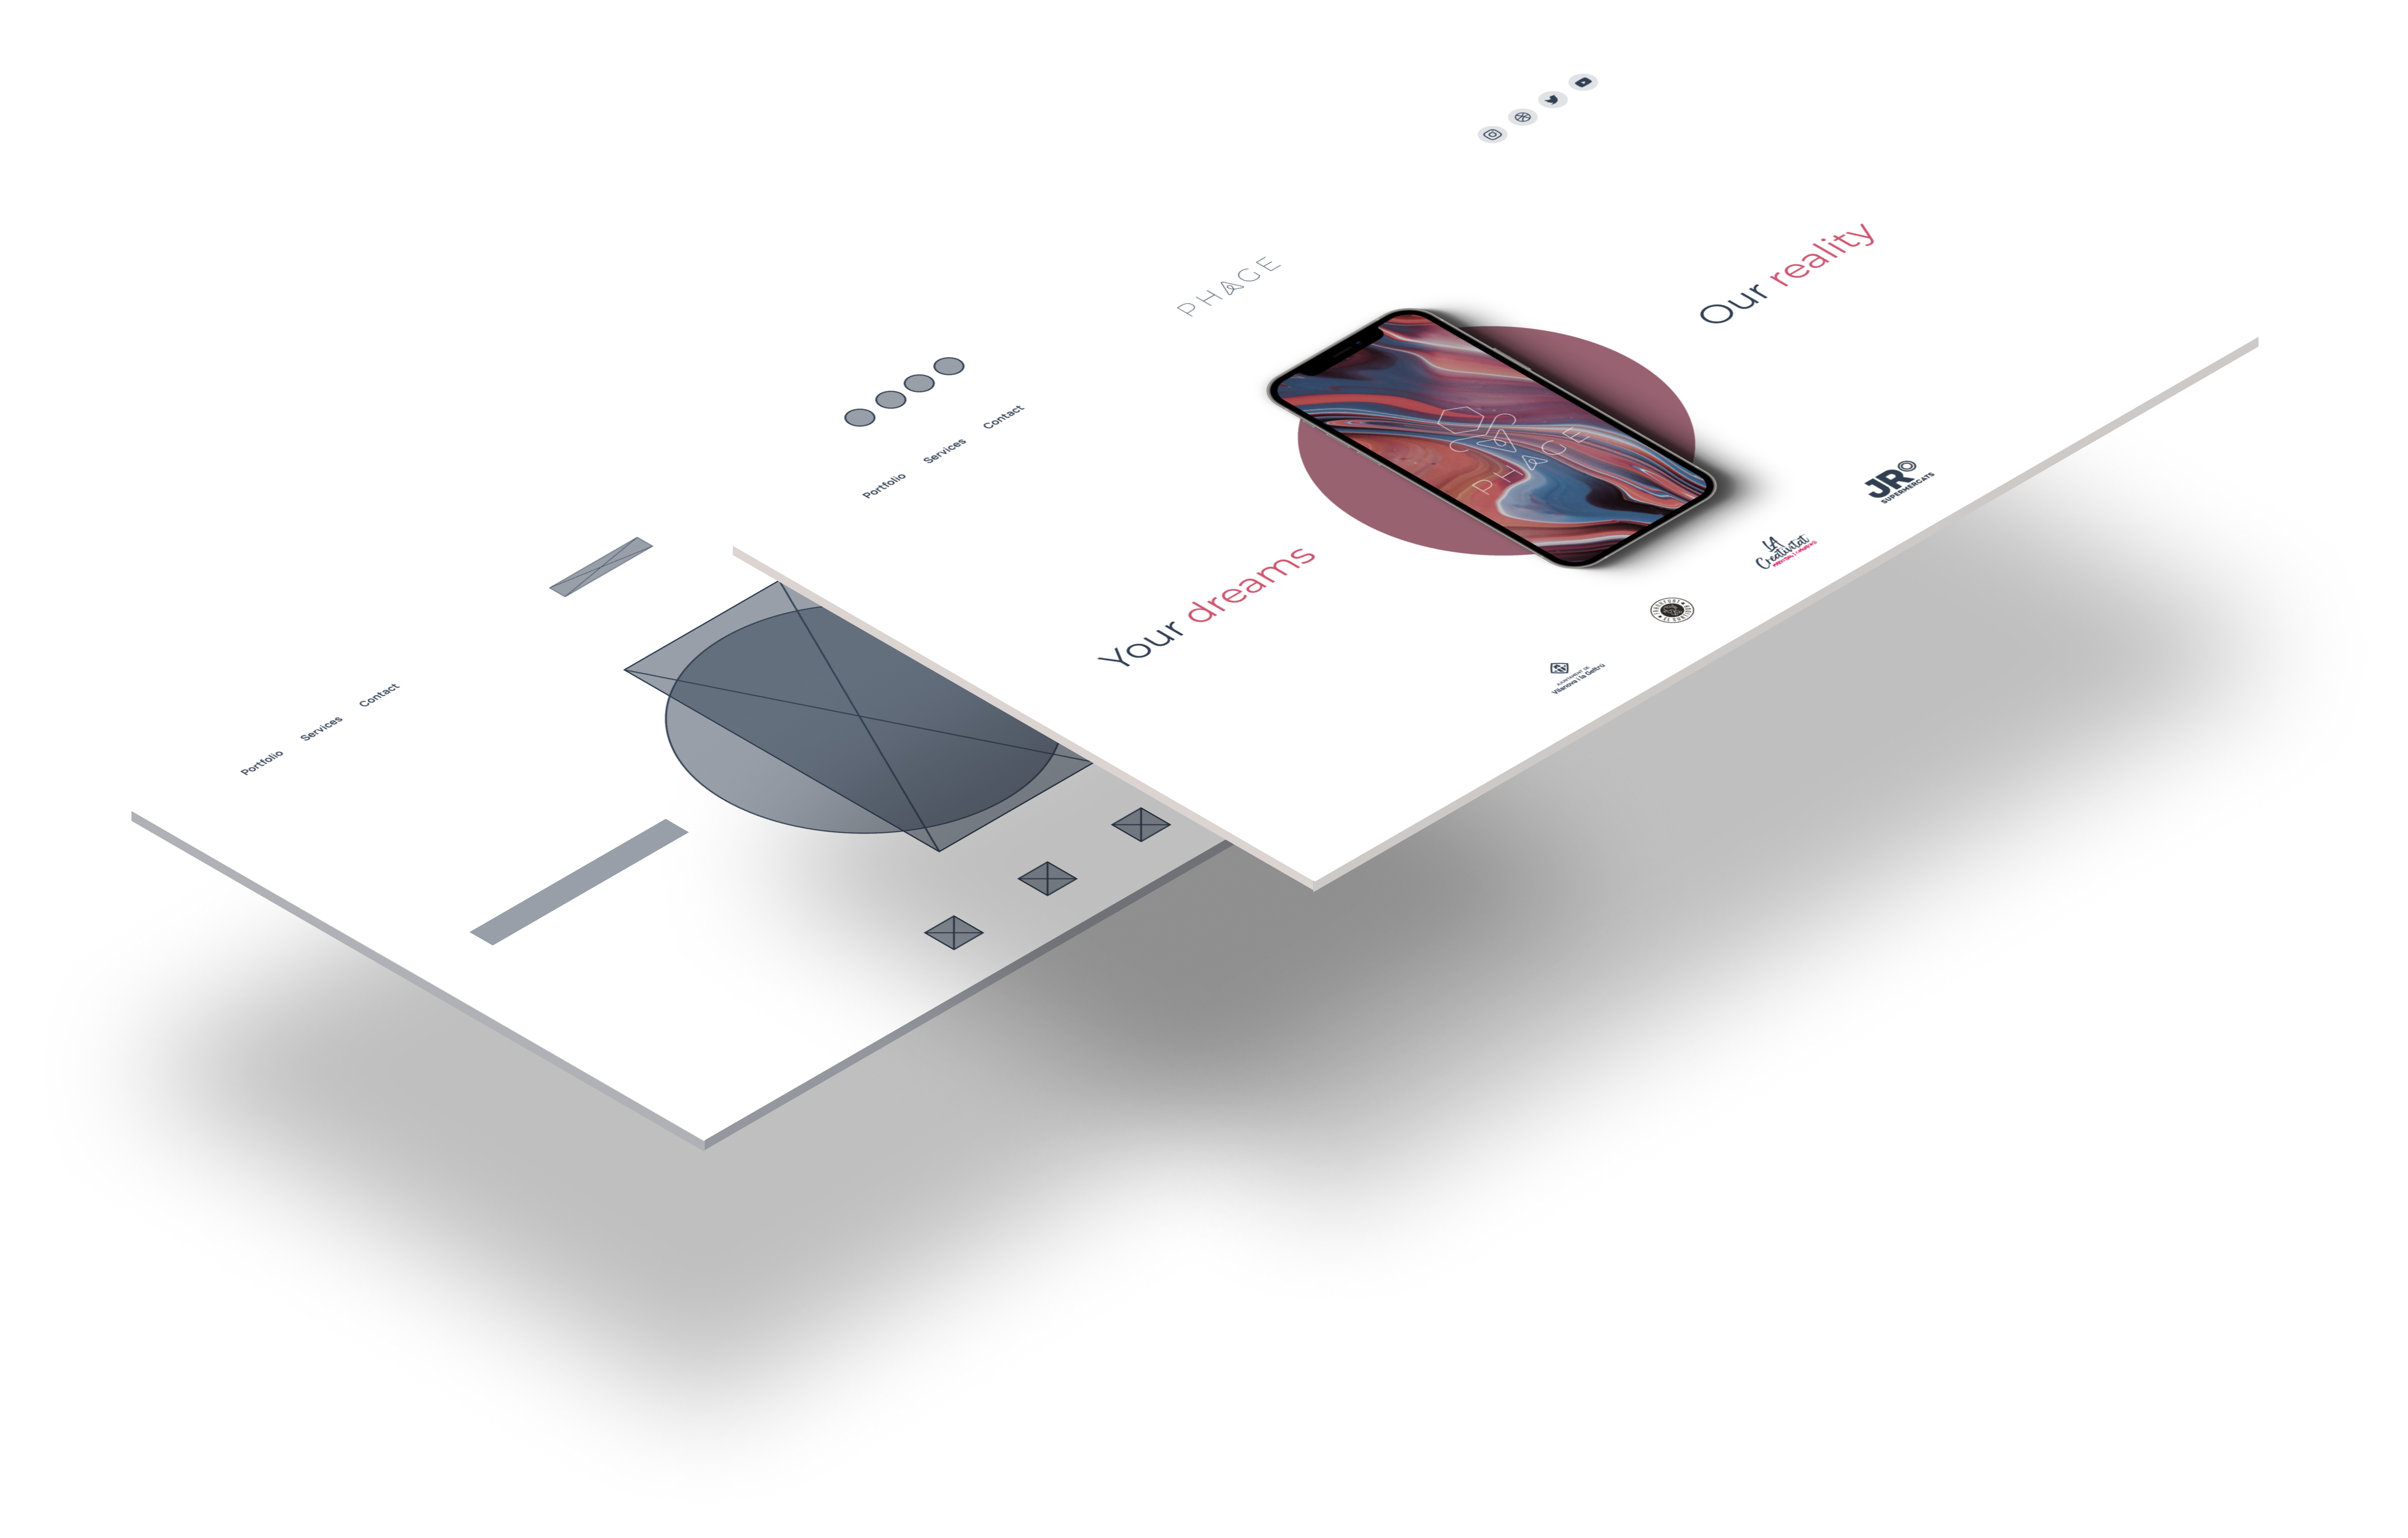 Portfolio Services Contact
Portfolio Services Contact
PHAGE
Your dreams
PHAGE
Our reality
Vilanova i la Geltrú
LA
Creativitat
JR
SUPERMERCATS